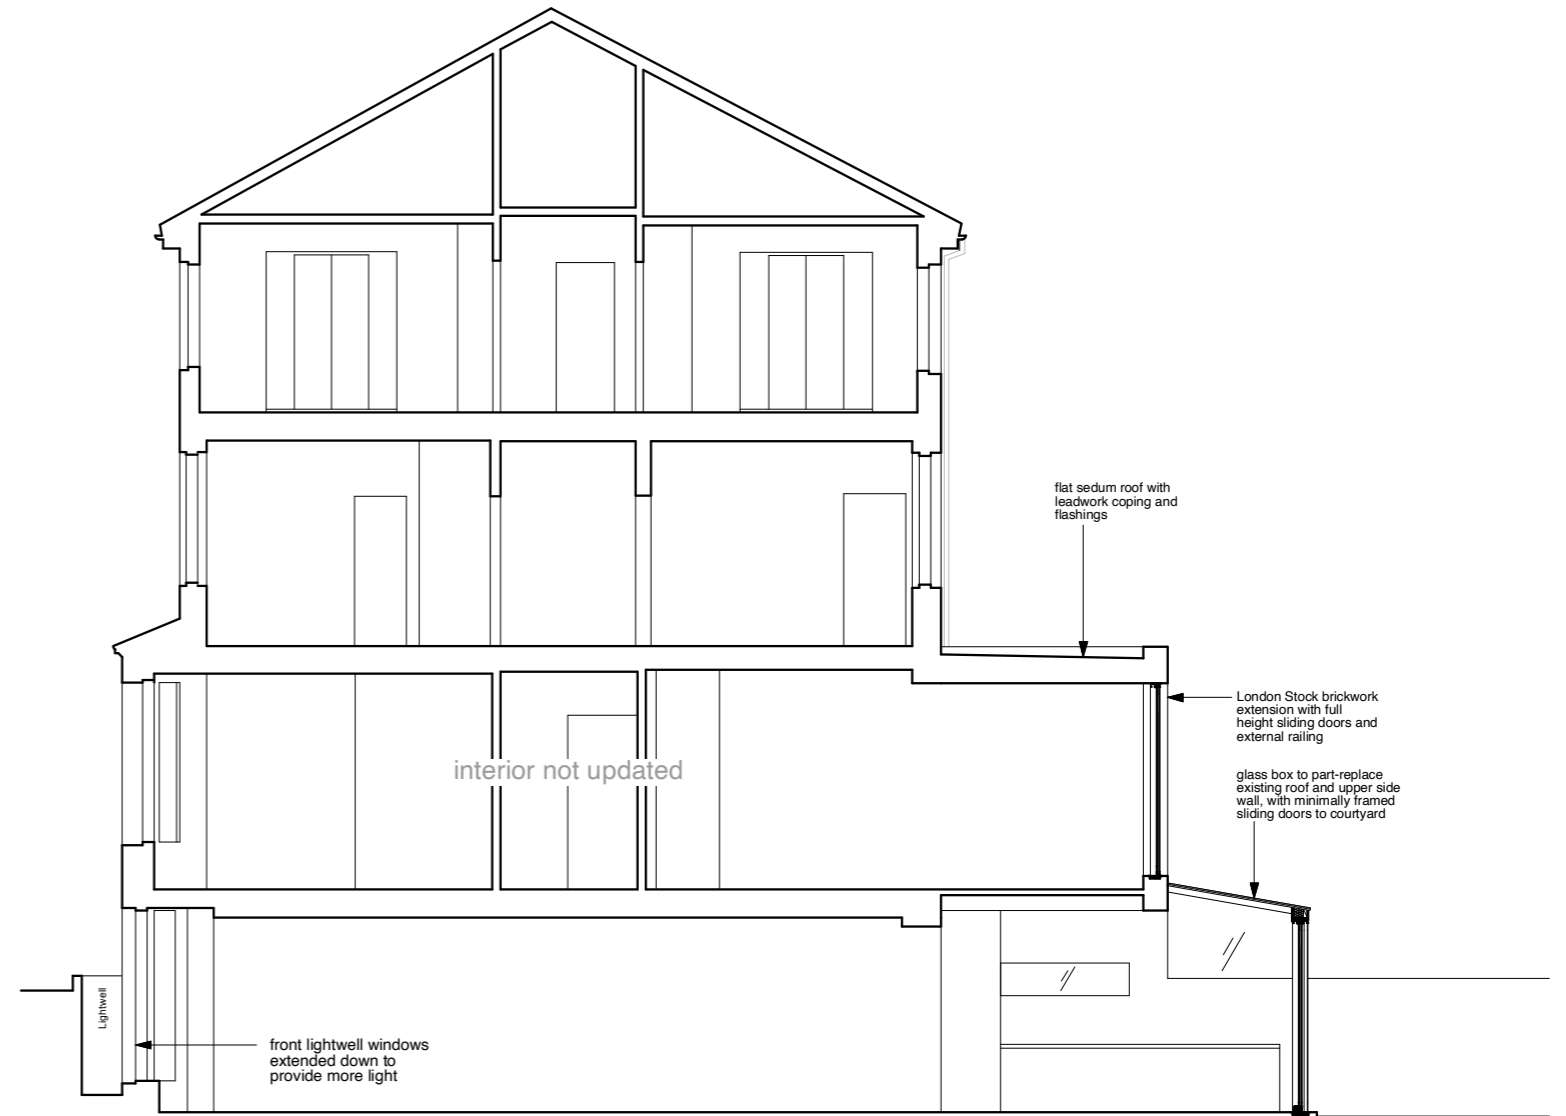 flat sedum roof with
leadwork coping and
flashings
London Stock brickwork
extension with full
height sliding doors and
external railing
interior not updated
glass box to part-replace
existing roof and upper side
wall, with minimally framed
sliding doors to courtyard
Lightwell
front lightwell windows
extended down to
provide more light